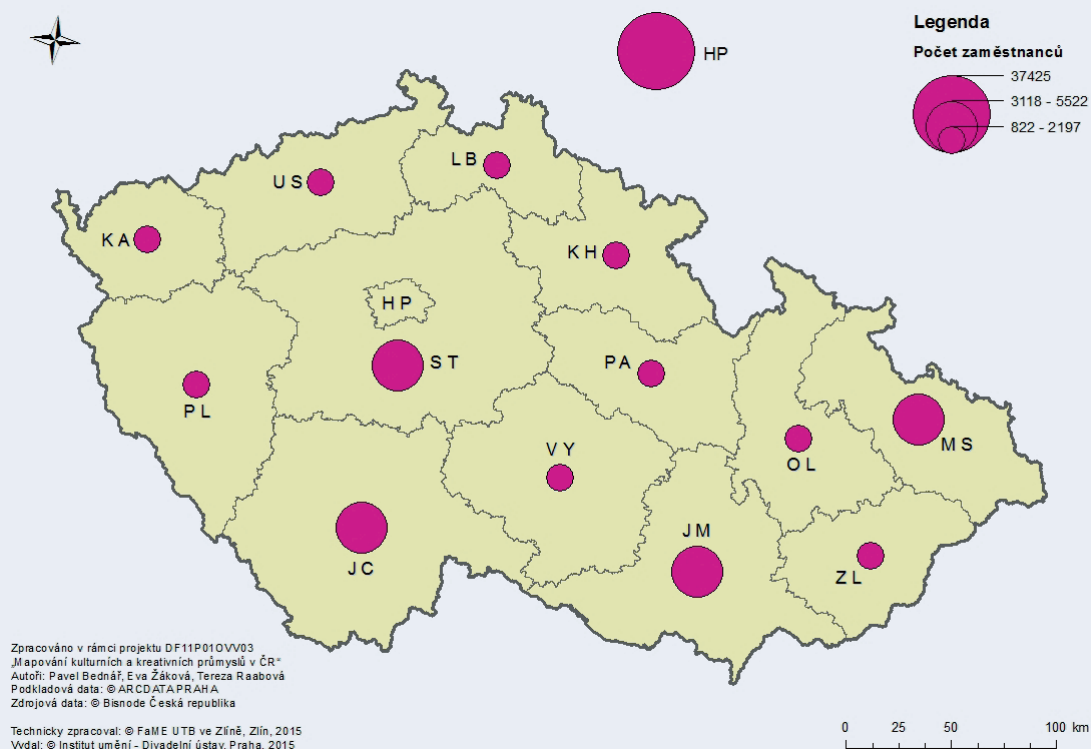 HP
Legenda
Počet zaměstnanců
37425
3118 - 5522
822 - 2197
LB
US
KA
KH
HP
ST
PA
PL
MS
OL
VY
JM
JC
ZL
Zpracováno v rámci projektu DF11P01OVV03
„Mapování kulturních a kreativních průmyslů v ČR"
Autoři: Pavel Bednář, Eva Žáková, Tereza Raabová
Podkladová data: © ARCDATA PRAHA
Zdrojová data: © Bisnode Česká republika
Technicky zpracoval: © FaME UTB ve Zlíně, Zlín, 2015
Vydal: © Institut umění - Divadelní ústav, Praha, 2015
0 25 50 100 km